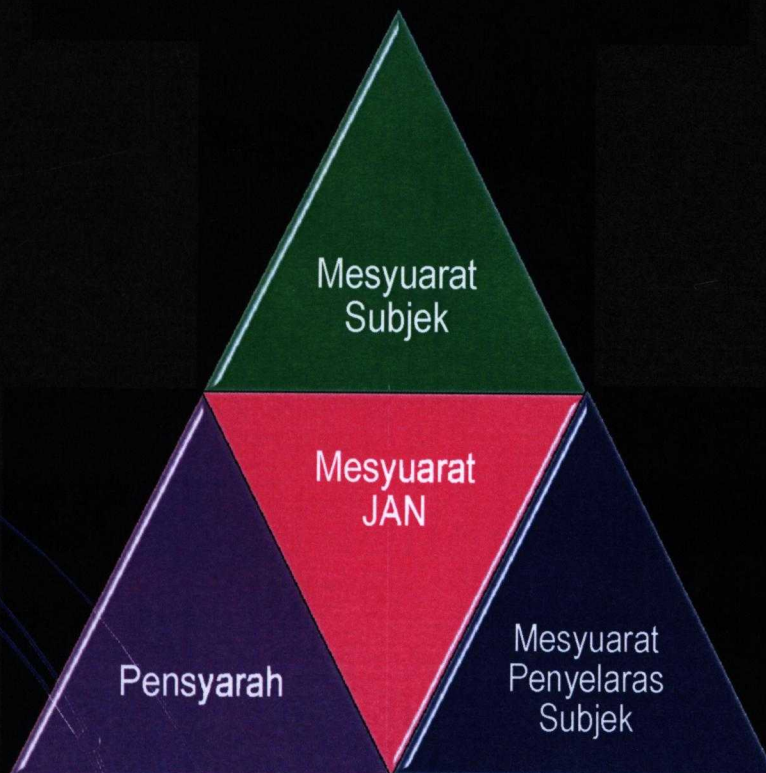 Mesyuarat
Subjek
Mesyuarat
JAN
Pensyarah
Mesyuarat
Penyelaras
Subjek